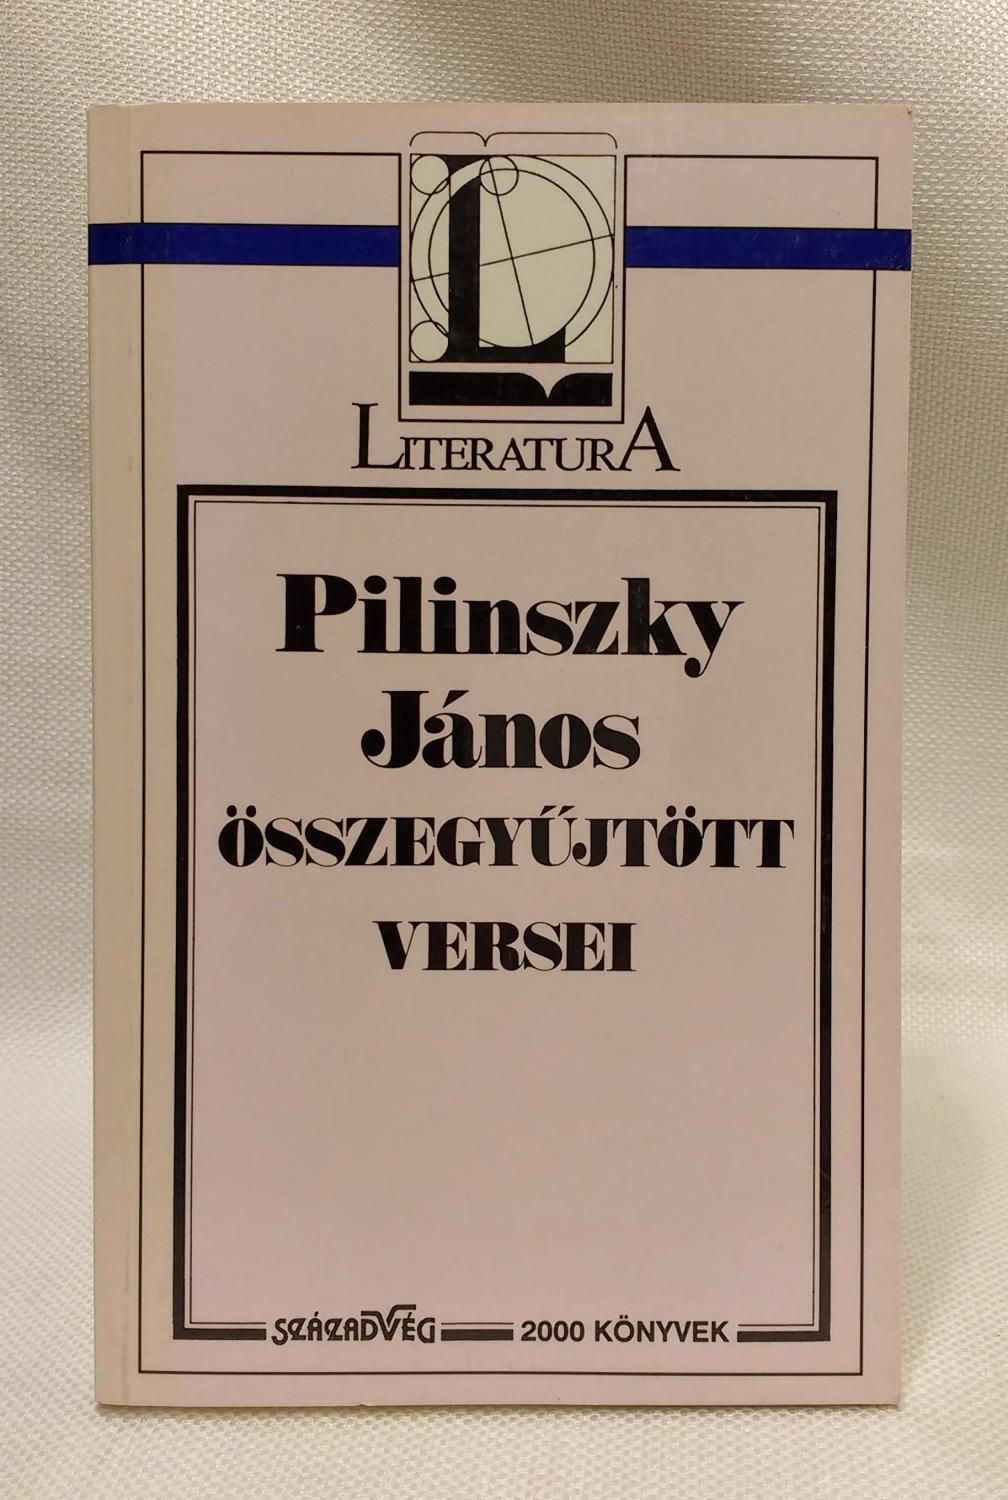 LITERATURA
Pilinszky
János
ÖSSZEGYŰJTÖTT
VERSEI
SZÁZADVÉG 2000 KÖNYVEK